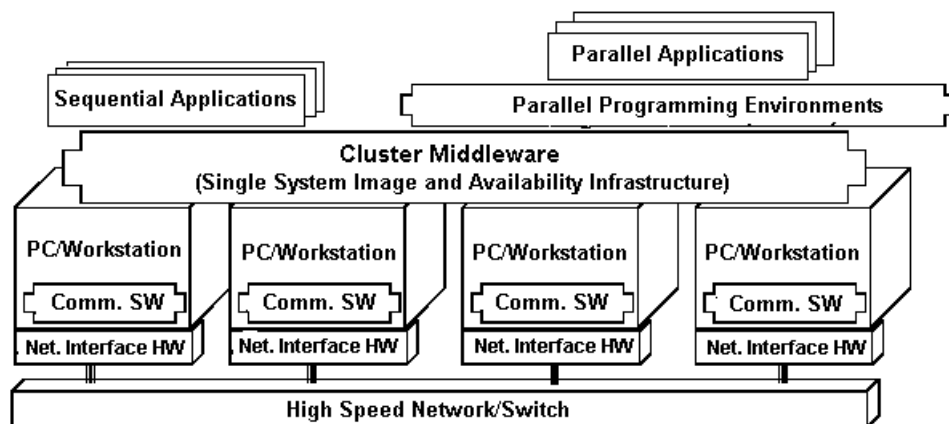 Parallel Applications
Sequential Applications
Parallel Programming Environments
Cluster Middleware
(Single System Image and Availability Infrastructure)
PC/Workstation
PC/Workstation
PC/Workstation
PC/Workstation
Comm. SW
Comm. SW
Comm. SW
Comm. SW
Net. Interface HW
Net. Interface HW
Net. Interface HW
Net. Interface HW
High Speed Network/Switch